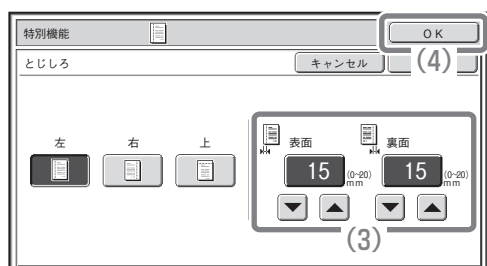 特別機能
OK
とじしろ
キャンセル
(4)
左
右
上
表面
裏面
15
(0~20)
mm
15
(0~20)
mm
(3)